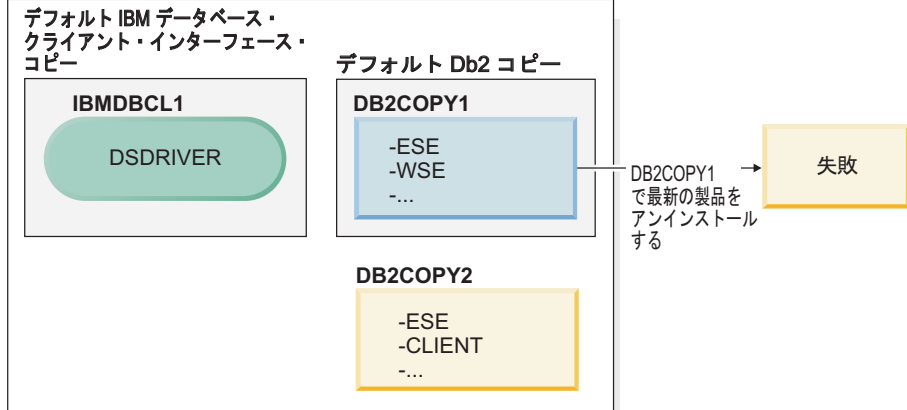 デフォルト IBM データベース・
クライアント・インターフェース・
コピー
IBMDBCL1
DSDRIVER
デフォルト Db2 コピー
DB2COPY1
-ESE
-WSE
-...
DB2COPY1
で最新の製品を
アンインストール
する
失敗
DB2COPY2
-ESE
-CLIENT
-...